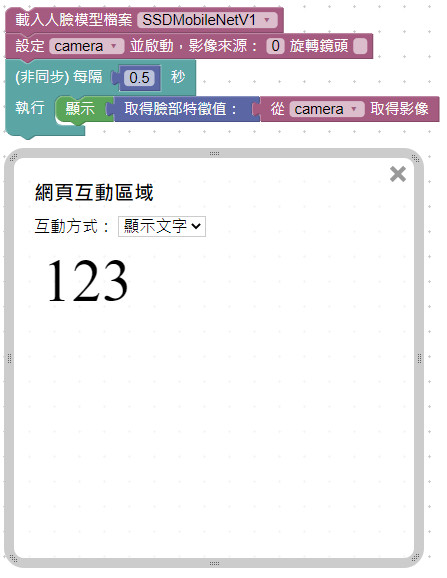 載入人臉模型檔案 SSDMobileNetV1
設定 camera 並啟動，影像來源： 0 旋轉鏡頭
(非同步) 每隔 0.5 秒
執行 顯示 取得臉部特徵值： 從 camera 取得影像
網頁互動區域
互動方式： 顯示文字
123